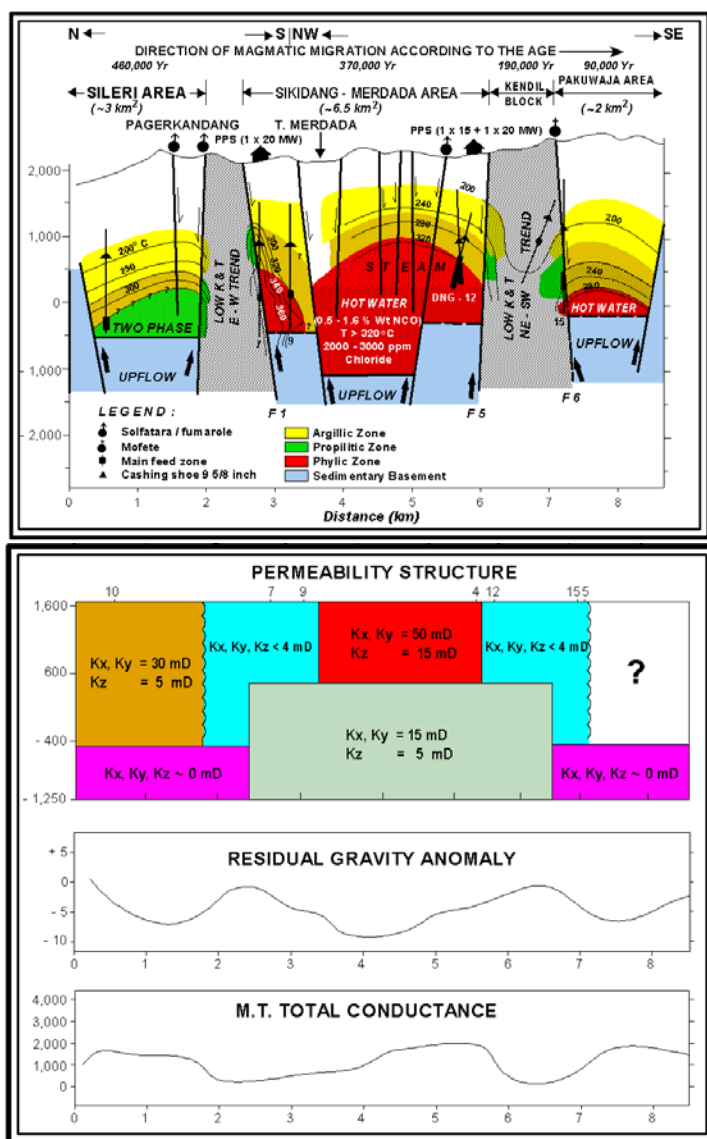 N S NW SE
DIRECTION OF MAGMATIC MIGRATION ACCORDING TO THE AGE
460,000 Yr 370,000 Yr 190,000 Yr 90,000 Yr
SILERI AREA SIKIDANG - MERDADA AREA KENDIL BLOCK PAKUWAJA AREA
(~3 km²) (~6.5 km²) (~2 km²)
PAGERKANDANG T. MERDADA
PPS (1 x 20 MW) PPS (1 x 15 + 1 x 20 MW)
2,000
1,000
0
- 1,000
- 2,000
200° C
250
300
TWO PHASE
UPFLOW
LOW K & T
E - W TREND
300
320
340
360
?
9
200
240
280
320
STEAM
HOT WATER
(0.5 - 1.6 % Wt NCO)
T > 320°C
2000 - 3000 ppm
Chloride
DNG - 12
UPFLOW
LOW K & T
NE - SW
TREND
15
200
240
280
HOT WATER
UPFLOW
F 1 F 5 F 6
LEGEND :
Solfatara / fumarole
Mofete
Main feed zone
Cashing shoe 9 5/8 inch
Argillic Zone
Propilitic Zone
Phylic Zone
Sedimentary Basement
0 1 2 3 4 5 6 7 8
Distance (km)
PERMEABILITY STRUCTURE
10 7 9 4 12 15 5
1,600
600
- 400
- 1,250
Kx, Ky = 30 mD
Kz = 5 mD
Kx, Ky, Kz < 4 mD
Kx, Ky = 50 mD
Kz = 15 mD
Kx, Ky, Kz < 4 mD
?
Kx, Ky = 15 mD
Kz = 5 mD
Kx, Ky, Kz ~ 0 mD
Kx, Ky, Kz ~ 0 mD
RESIDUAL GRAVITY ANOMALY
+ 5
0
- 5
- 10
0 1 2 3 4 5 6 7 8
M.T. TOTAL CONDUCTANCE
4,000
3,000
2,000
1,000
0
0 1 2 3 4 5 6 7 8